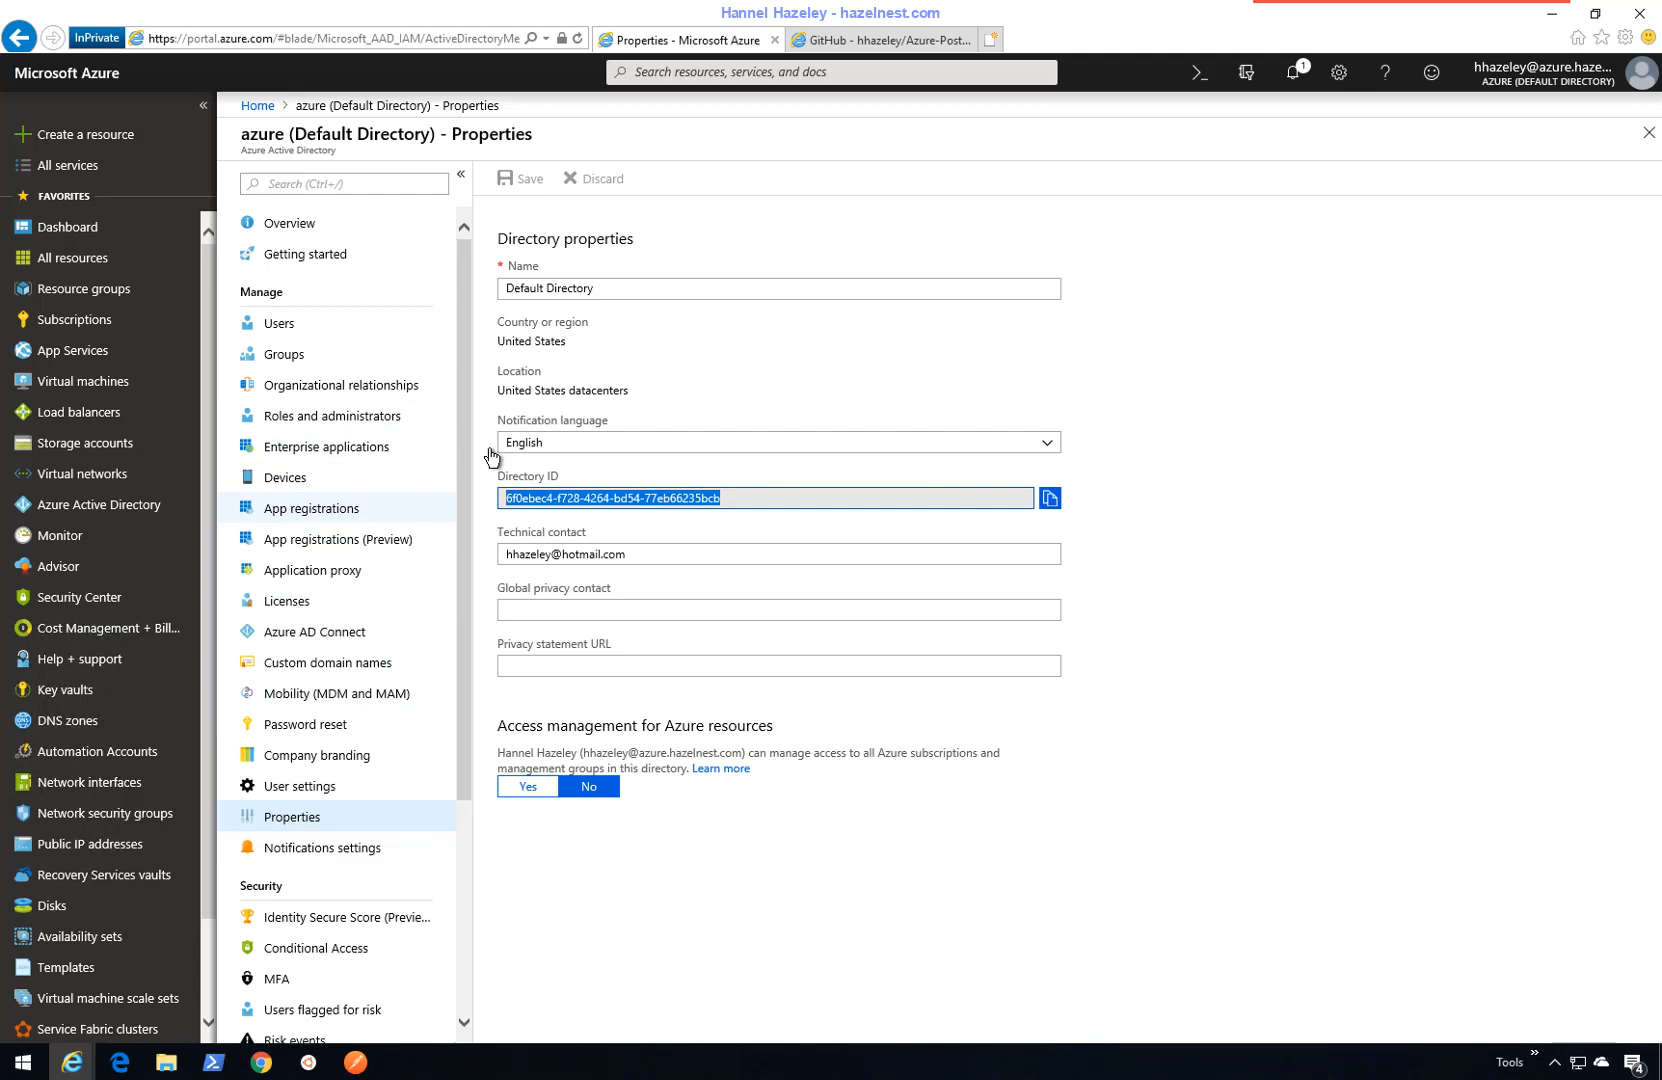 Hannel Hazeley - hazelnest.com
InPrivate
https://portal.azure.com/#blade/Microsoft_AAD_IAM/ActiveDirectoryMe
Properties - Microsoft Azure
GitHub - hhazeley/Azure-Post...
Microsoft Azure
Search resources, services, and docs
1
hhazeley@azure.haze...
AZURE (DEFAULT DIRECTORY)
Create a resource
All services
FAVORITES
Dashboard
All resources
Resource groups
Subscriptions
App Services
Virtual machines
Load balancers
Storage accounts
Virtual networks
Azure Active Directory
Monitor
Advisor
Security Center
Cost Management + Bill...
Help + support
Key vaults
DNS zones
Automation Accounts
Network interfaces
Network security groups
Public IP addresses
Recovery Services vaults
Disks
Availability sets
Templates
Virtual machine scale sets
Service Fabric clusters
Home > azure (Default Directory) - Properties
azure (Default Directory) - Properties
Azure Active Directory
Search (Ctrl+/)
Overview
Getting started
Manage
Users
Groups
Organizational relationships
Roles and administrators
Enterprise applications
Devices
App registrations
App registrations (Preview)
Application proxy
Licenses
Azure AD Connect
Custom domain names
Mobility (MDM and MAM)
Password reset
Company branding
User settings
Properties
Notifications settings
Security
Identity Secure Score (Previe...
Conditional Access
MFA
Users flagged for risk
Risk events
Save
Discard
Directory properties
* Name
Default Directory
Country or region
United States
Location
United States datacenters
Notification language
English
Directory ID
6f0ebec4-f728-4264-bd54-77eb66235bcb
Technical contact
hhazeley@hotmail.com
Global privacy contact
Privacy statement URL
Access management for Azure resources
Hannel Hazeley (hhazeley@azure.hazelnest.com) can manage access to all Azure subscriptions and
management groups in this directory. Learn more
Yes
No
Tools
4